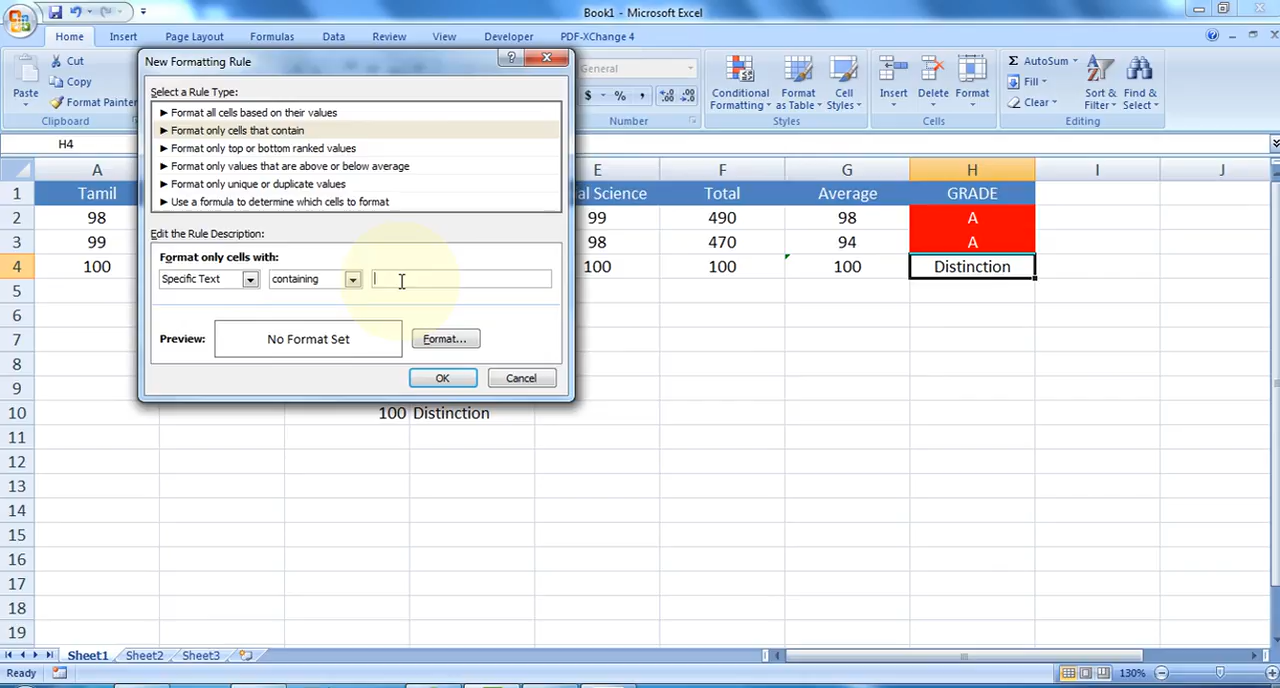 Book1 - Microsoft Excel
Home Insert Page Layout Formulas Data Review View Developer PDF-XChange 4
New Formatting Rule
Select a Rule Type:
► Format all cells based on their values
► Format only cells that contain
► Format only top or bottom ranked values
► Format only values that are above or below average
► Format only unique or duplicate values
► Use a formula to determine which cells to format
Edit the Rule Description:
Format only cells with:
Specific Text containing
Preview: No Format Set Format...
OK Cancel
Paste Cut
Copy
Format Painter
Clipboard
General
$ % ,
Number
Conditional Formatting Format as Table Cell Styles
Styles
Insert Delete Format
Cells
Σ AutoSum
Fill
Clear
Sort & Filter Find & Select
Editing
H4
A E F G H I J
1 Tamil al Science Total Average GRADE
2 98 99 490 98 A
3 99 98 470 94 A
4 100 100 100 100 Distinction
5
6
7
8
9
10 100 Distinction
11
12
13
14
15
16
17
18
19
Sheet1 Sheet2 Sheet3
Ready 130%